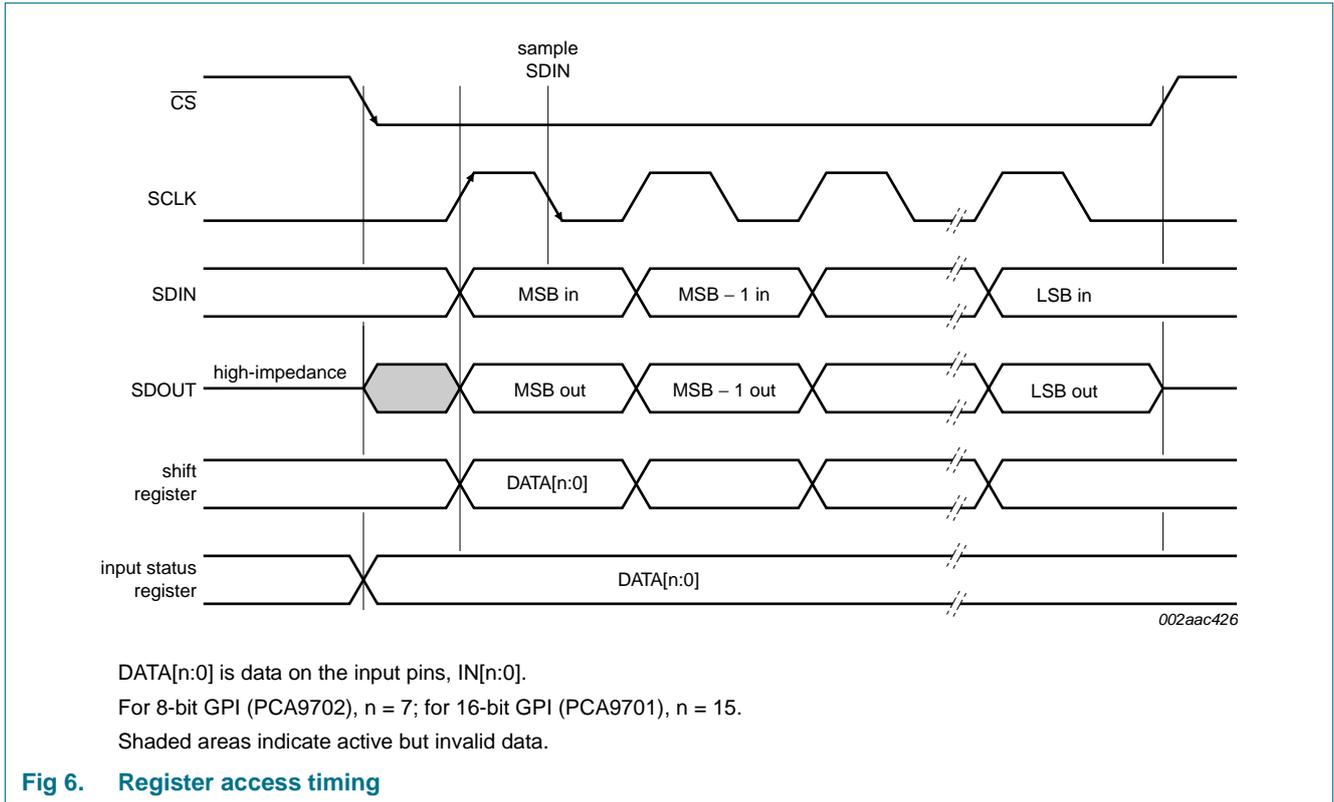 sample
SDIN
CS
SCLK
SDIN
MSB in
MSB − 1 in
LSB in
high-impedance
SDOUT
MSB out
MSB − 1 out
LSB out
shift
register
DATA[n:0]
input status
register
DATA[n:0]
002aac426
DATA[n:0] is data on the input pins, IN[n:0].
For 8-bit GPI (PCA9702), n = 7; for 16-bit GPI (PCA9701), n = 15.
Shaded areas indicate active but invalid data.
Fig 6. Register access timing